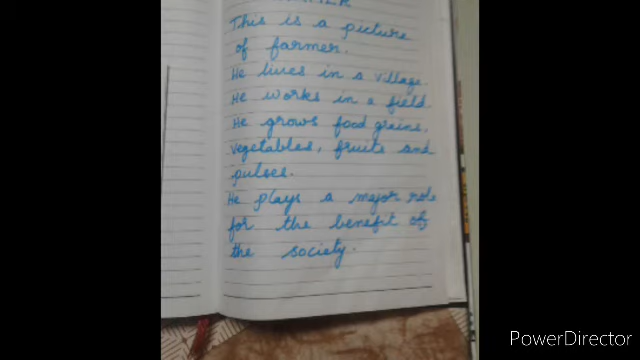 This is a picture
of farmer.
He lives in a village.
He works in a field.
He grows food grains,
vegetables, fruits and
pulses.
He plays a major role
for the benefit of
the society.
PowerDirector